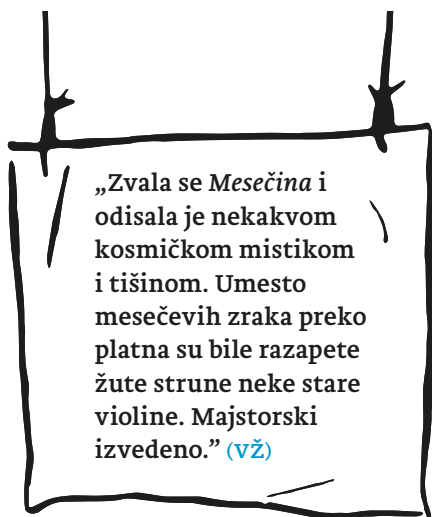 „Zvala se Mesečina i
odisala je nekakvom
kosmičkom mistikom
i tišinom. Umesto
mesečevih zraka preko
platna su bile razapete
žute strune neke stare
violine. Majstorski
izvedeno.” (VŽ)